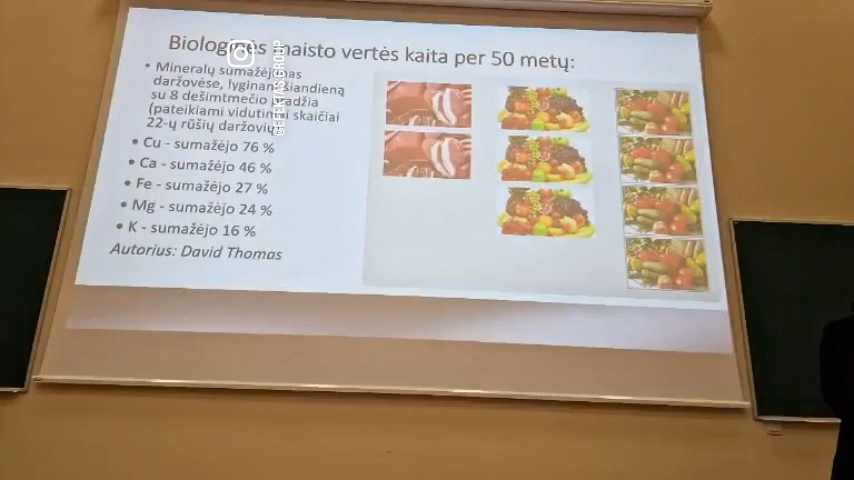 Biologinės maisto vertės kaita per 50 metų:
• Mineralų sumažėjimas
daržovėse, lyginant šiandieną
su 8 dešimtmečio pradžia
(pateikiami vidutiniai skaičiai
22-ų rūšių daržovių)
• Cu - sumažėjo 76 %
• Ca - sumažėjo 46 %
• Fe - sumažėjo 27 %
• Mg - sumažėjo 24 %
• K - sumažėjo 16 %
Autorius: David Thomas